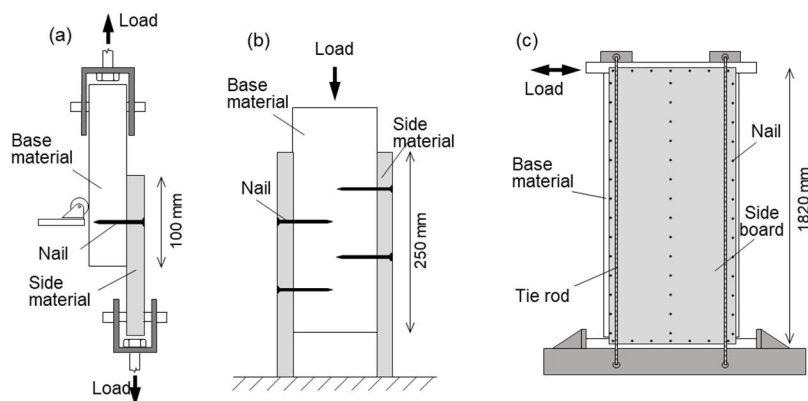 (a)
Load
Base
material
100 mm
Nail
Side
material
Load
(b)
Load
Base
material
Side
material
Nail
250 mm
(c)
Load
Nail
Base
material
Side
board
Tie rod
1820 mm